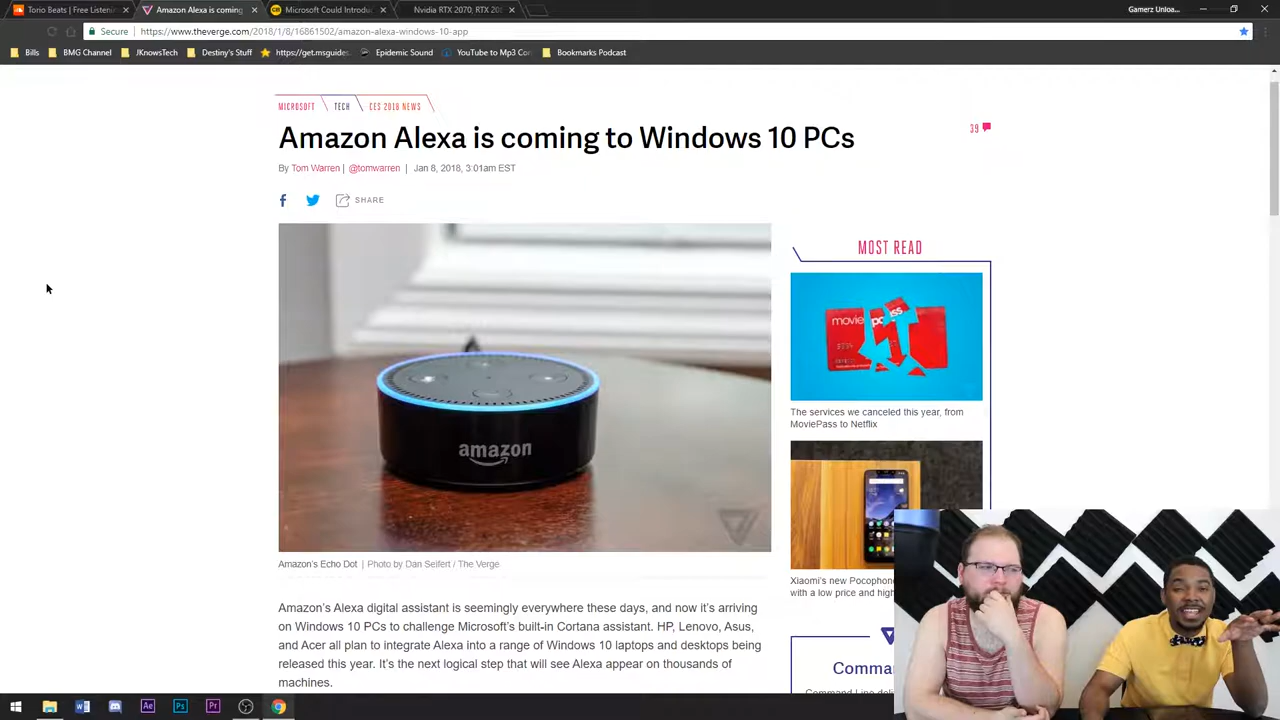 Torio Beats | Free Listening
Amazon Alexa is coming
Microsoft Could Introduc
Nvidia RTX 2070, RTX 20
Gamerz Unloa
Secure
https://www.theverge.com/2018/1/8/16861502/amazon-alexa-windows-10-app
Bills
BMG Channel
JKnowsTech
Destiny's Stuff
https://get.msguides.
Epidemic Sound
YouTube to Mp3 Co
Bookmarks Podcast
MICROSOFT
TECH
CES 2018 NEWS
Amazon Alexa is coming to Windows 10 PCs
39
By Tom Warren | @tomwarren | Jan 8, 2018, 3:01am EST
SHARE
MOST READ
amazon
The services we canceled this year, from
MoviePass to Netflix
Amazon's Echo Dot | Photo by Dan Seifert / The Verge
Xiaomi's new Pocophone
with a low price and high
Amazon's Alexa digital assistant is seemingly everywhere these days, and now it's arriving
on Windows 10 PCs to challenge Microsoft's built-in Cortana assistant. HP, Lenovo, Asus,
and Acer all plan to integrate Alexa into a range of Windows 10 laptops and desktops being
released this year. It's the next logical step that will see Alexa appear on thousands of
machines.
Comma